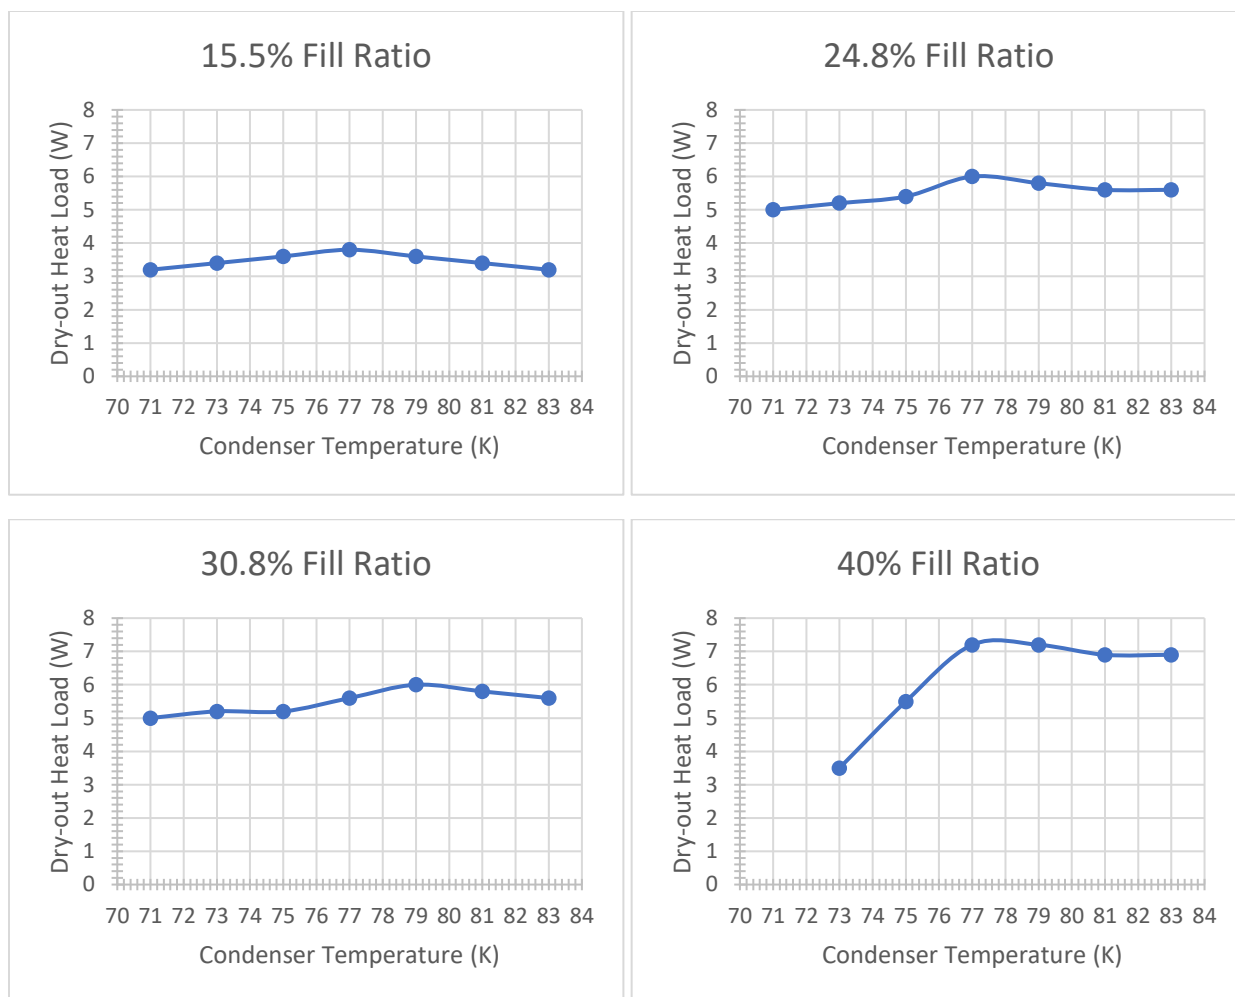 15.5% Fill Ratio
Dry-out Heat Load (W)
8
7
6
5
4
3
2
1
0
70 71 72 73 74 75 76 77 78 79 80 81 82 83 84
Condenser Temperature (K)
24.8% Fill Ratio
Dry-out Heat Load (W)
8
7
6
5
4
3
2
1
0
70 71 72 73 74 75 76 77 78 79 80 81 82 83 84
Condenser Temperature (K)
30.8% Fill Ratio
Dry-out Heat Load (W)
8
7
6
5
4
3
2
1
0
70 71 72 73 74 75 76 77 78 79 80 81 82 83 84
Condenser Temperature (K)
40% Fill Ratio
Dry-out Heat Load (W)
8
7
6
5
4
3
2
1
0
70 71 72 73 74 75 76 77 78 79 80 81 82 83 84
Condenser Temperature (K)